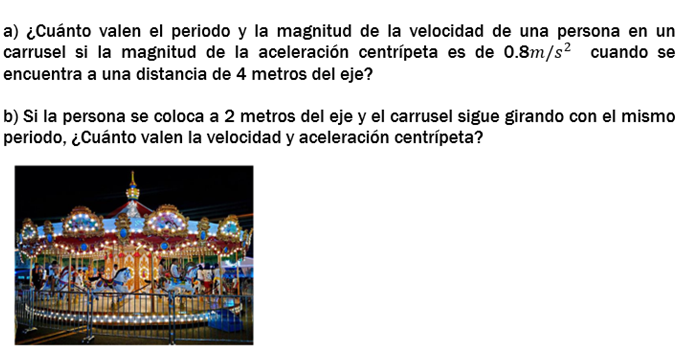 a) ¿Cuánto valen el periodo y la magnitud de la velocidad de una persona en un
carrusel si la magnitud de la aceleración centrípeta es de 0.8m/s² cuando se
encuentra a una distancia de 4 metros del eje?
b) Si la persona se coloca a 2 metros del eje y el carrusel sigue girando con el mismo
periodo, ¿Cuánto valen la velocidad y aceleración centrípeta?